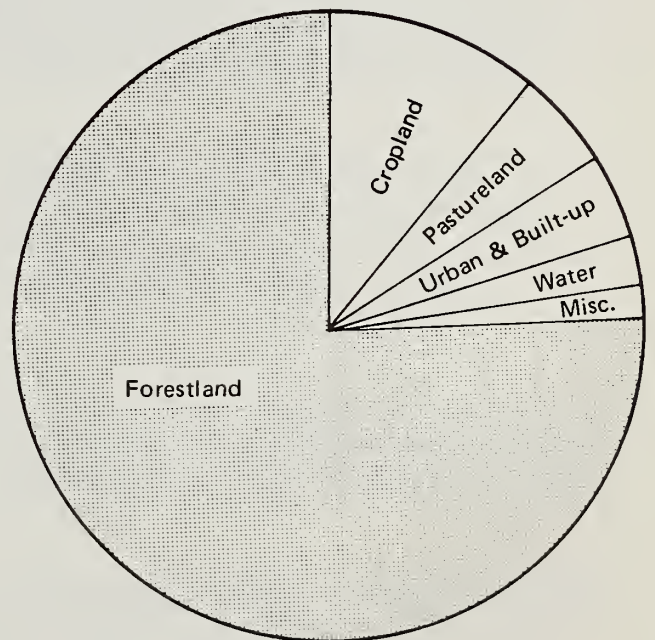 Cropland
Pastureland
Urban & Built-up
Water
Misc.
Forestland